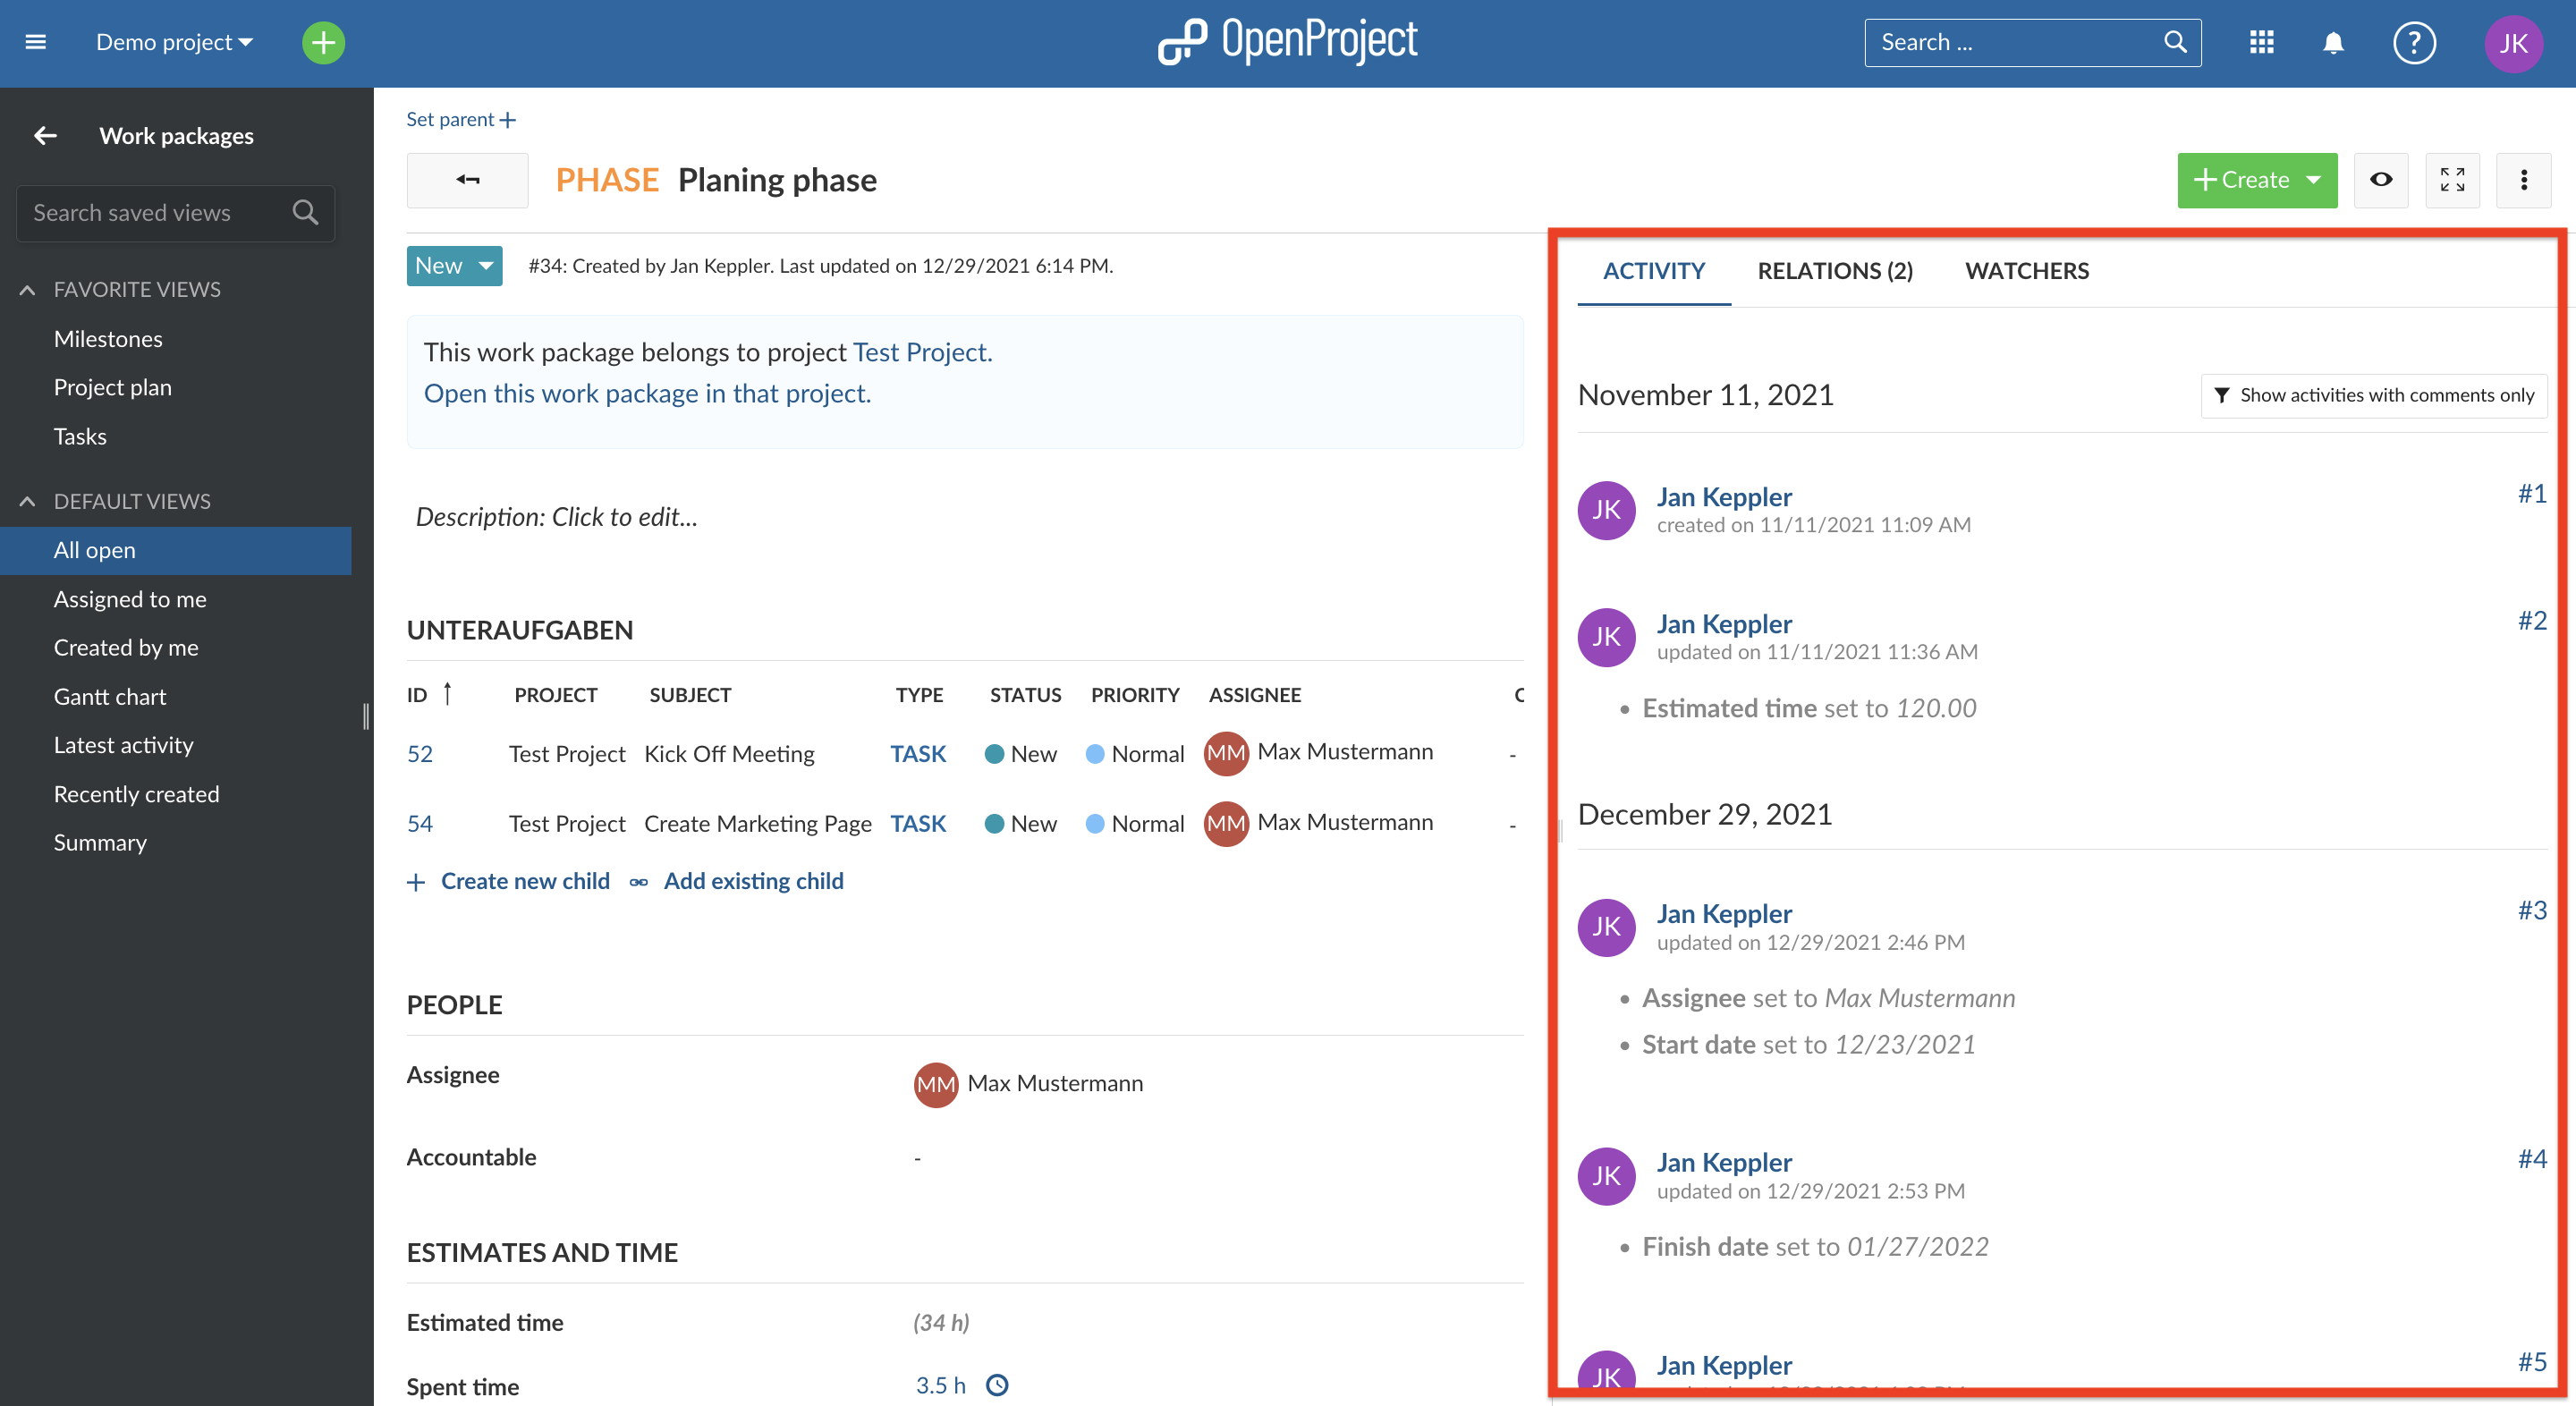 Demo project
OpenProject
Search ...
?
JK
Work packages
Search saved views
FAVORITE VIEWS
Milestones
Project plan
Tasks
DEFAULT VIEWS
All open
Assigned to me
Created by me
Gantt chart
Latest activity
Recently created
Summary
Set parent
PHASE Planing phase
Create
New
#34: Created by Jan Keppler. Last updated on 12/29/2021 6:14 PM.
This work package belongs to project Test Project.
Open this work package in that project.
Description: Click to edit...
UNTERAUFGABEN
ID PROJECT SUBJECT TYPE STATUS PRIORITY ASSIGNEE
52 Test Project Kick Off Meeting TASK New Normal MM Max Mustermann -
54 Test Project Create Marketing Page TASK New Normal MM Max Mustermann -
Create new child Add existing child
PEOPLE
Assignee MM Max Mustermann
Accountable -
ESTIMATES AND TIME
Estimated time (34 h)
Spent time 3.5 h
ACTIVITY RELATIONS (2) WATCHERS
November 11, 2021 Show activities with comments only
JK Jan Keppler #1
created on 11/11/2021 11:09 AM
JK Jan Keppler #2
updated on 11/11/2021 11:36 AM
• Estimated time set to 120.00
December 29, 2021
JK Jan Keppler #3
updated on 12/29/2021 2:46 PM
• Assignee set to Max Mustermann
• Start date set to 12/23/2021
JK Jan Keppler #4
updated on 12/29/2021 2:53 PM
• Finish date set to 01/27/2022
JK Jan Keppler #5